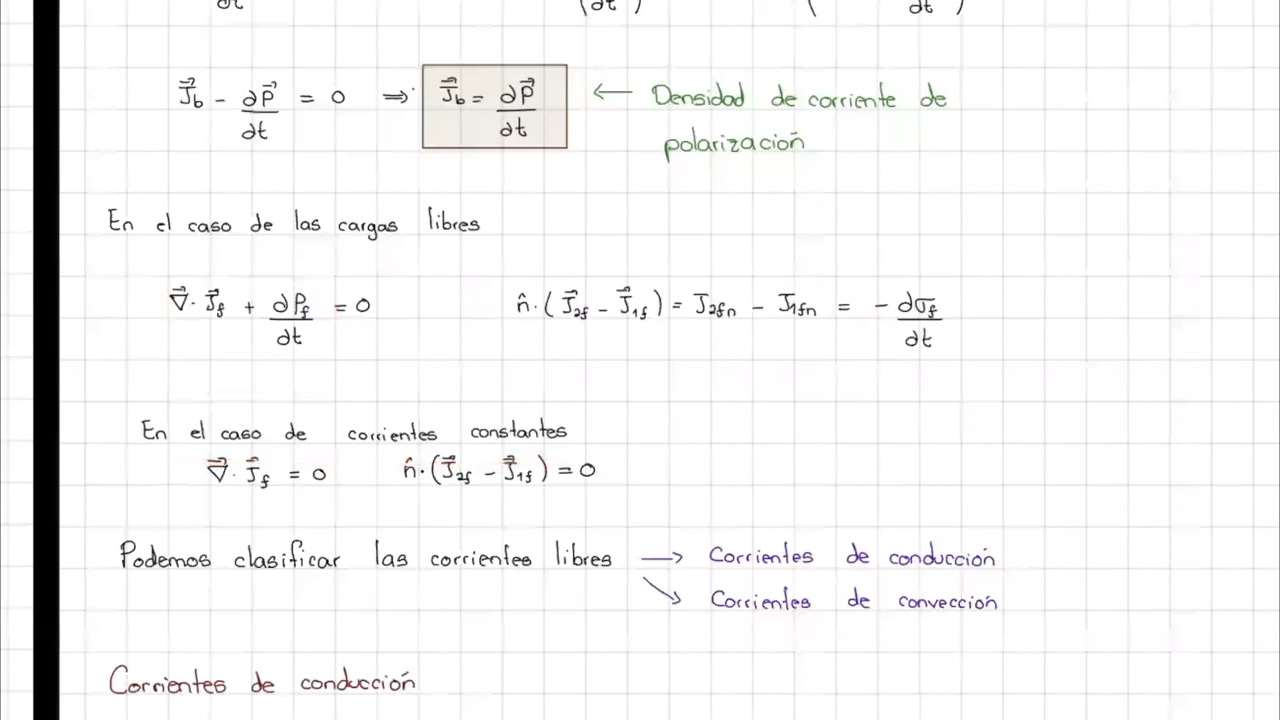 ∂t (∂t) ( ∂t )
J⃗b - ∂P⃗/∂t = 0 ⇒ J⃗b = ∂P⃗/∂t ← Densidad de corriente de
polarización
En el caso de las cargas libres
∇⃗·J⃗f + ∂ρf/∂t = 0 n̂·(J⃗2f - J⃗1f) = J2fn - J1fn = - ∂σf/∂t
En el caso de corrientes constantes
∇⃗·J⃗f = 0 n̂·(J⃗2f - J⃗1f) = 0
Podemos clasificar las corrientes libres → Corrientes de conducción
↘ Corrientes de convección
Corrientes de conducción